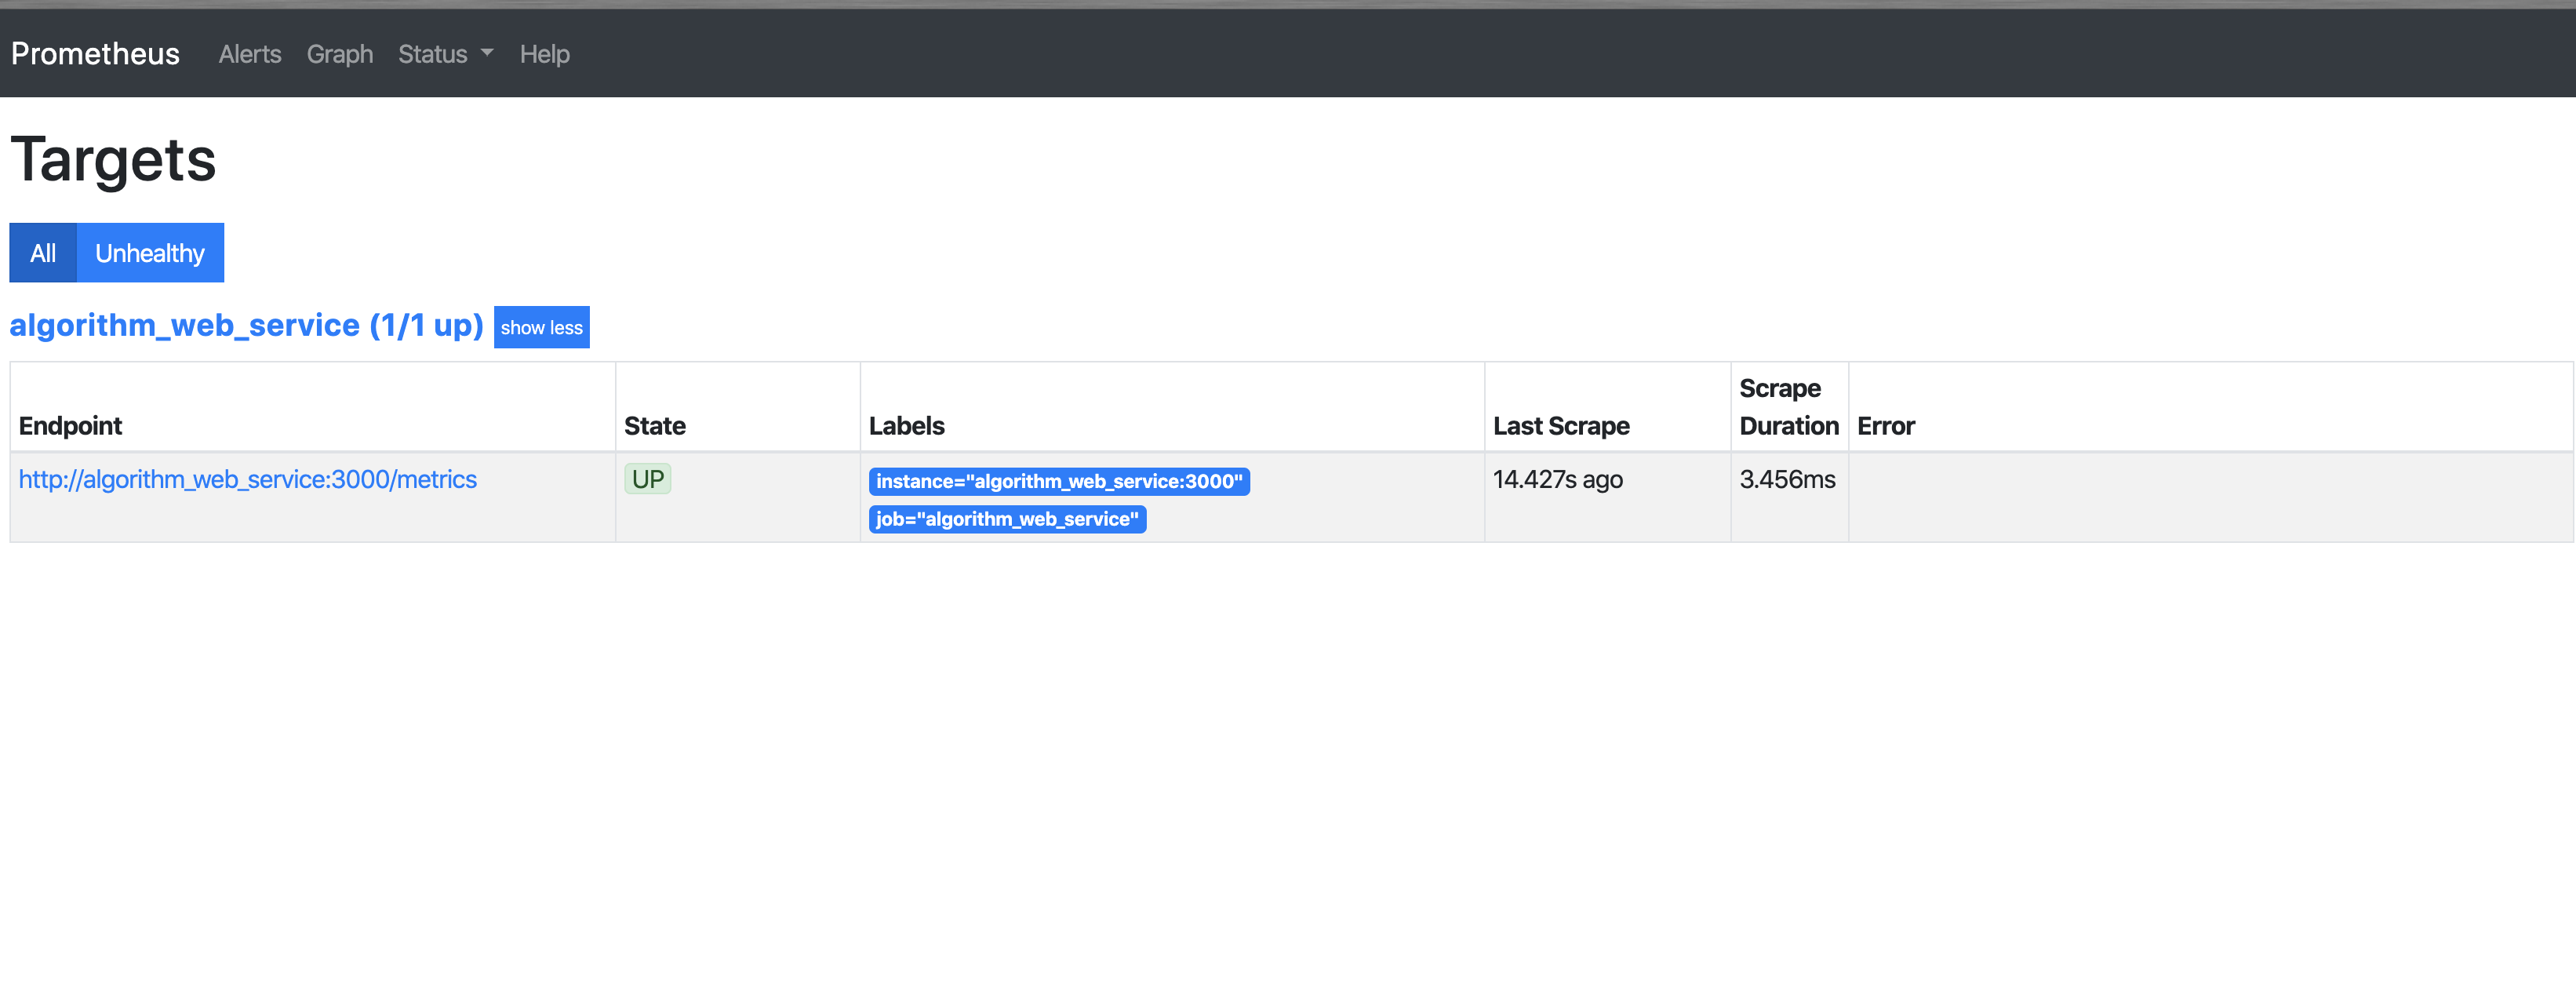 Prometheus Alerts Graph Status Help
Targets
All Unhealthy
algorithm_web_service (1/1 up) show less
Endpoint State Labels Last Scrape Scrape Duration Error
http://algorithm_web_service:3000/metrics UP instance="algorithm_web_service:3000" 14.427s ago 3.456ms
job="algorithm_web_service"